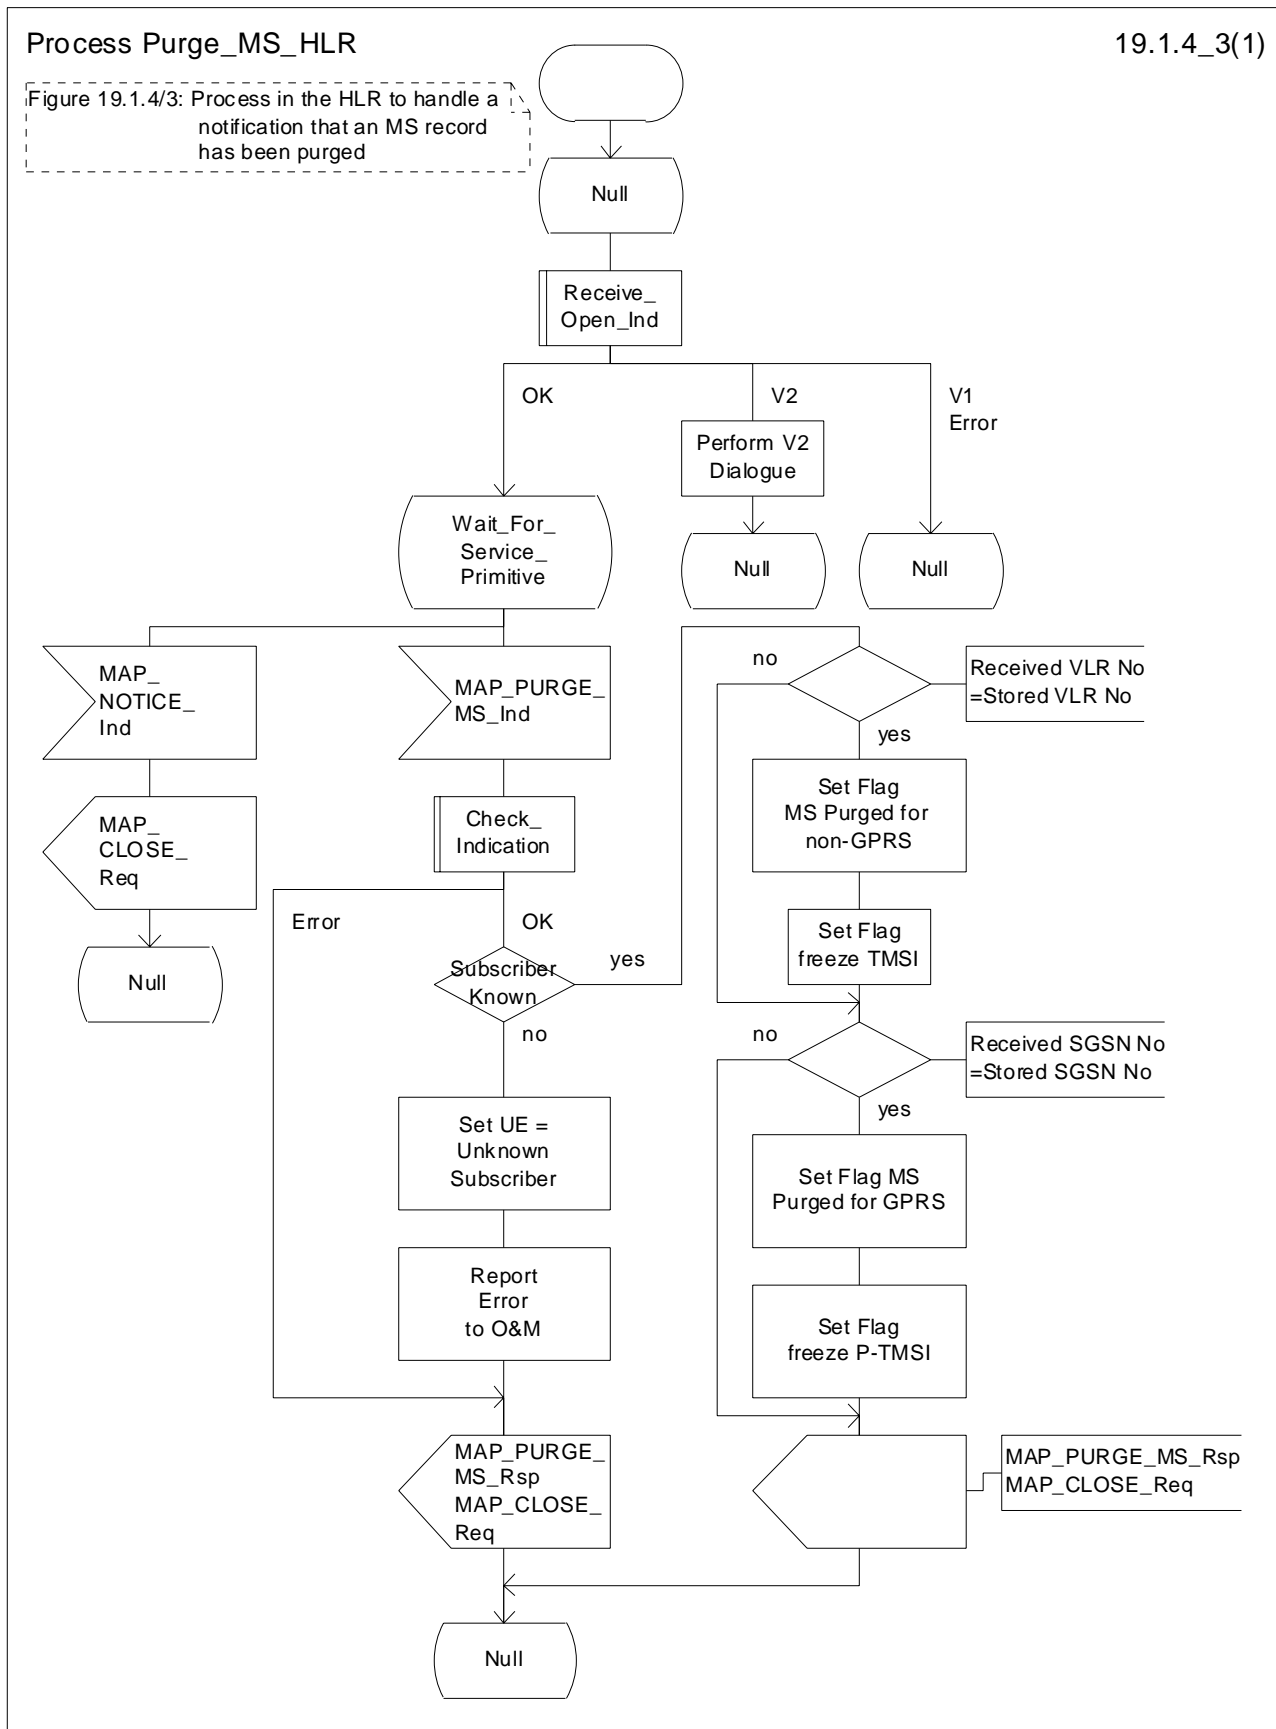 Process Purge_MS_HLR
19.1.4_3(1)
Figure 19.1.4/3: Process in the HLR to handle a
notification that an MS record
has been purged
Null
Receive_
Open_Ind
OK
V2
V1
Error
Perform V2
Dialogue
Wait_For_
Service_
Primitive
Null
Null
MAP_
NOTICE_
Ind
MAP_PURGE_
MS_Ind
no
Received VLR No
=Stored VLR No
yes
Set Flag
MS Purged for
non-GPRS
MAP_
CLOSE_
Req
Check_
Indication
Error
OK
Set Flag
freeze TMSI
Null
Subscriber
Known
yes
no
no
Received SGSN No
=Stored SGSN No
yes
Set UE =
Unknown
Subscriber
Set Flag MS
Purged for GPRS
Report
Error
to O&M
Set Flag
freeze P-TMSI
MAP_PURGE_
MS_Rsp
MAP_CLOSE_
Req
MAP_PURGE_MS_Rsp
MAP_CLOSE_Req
Null